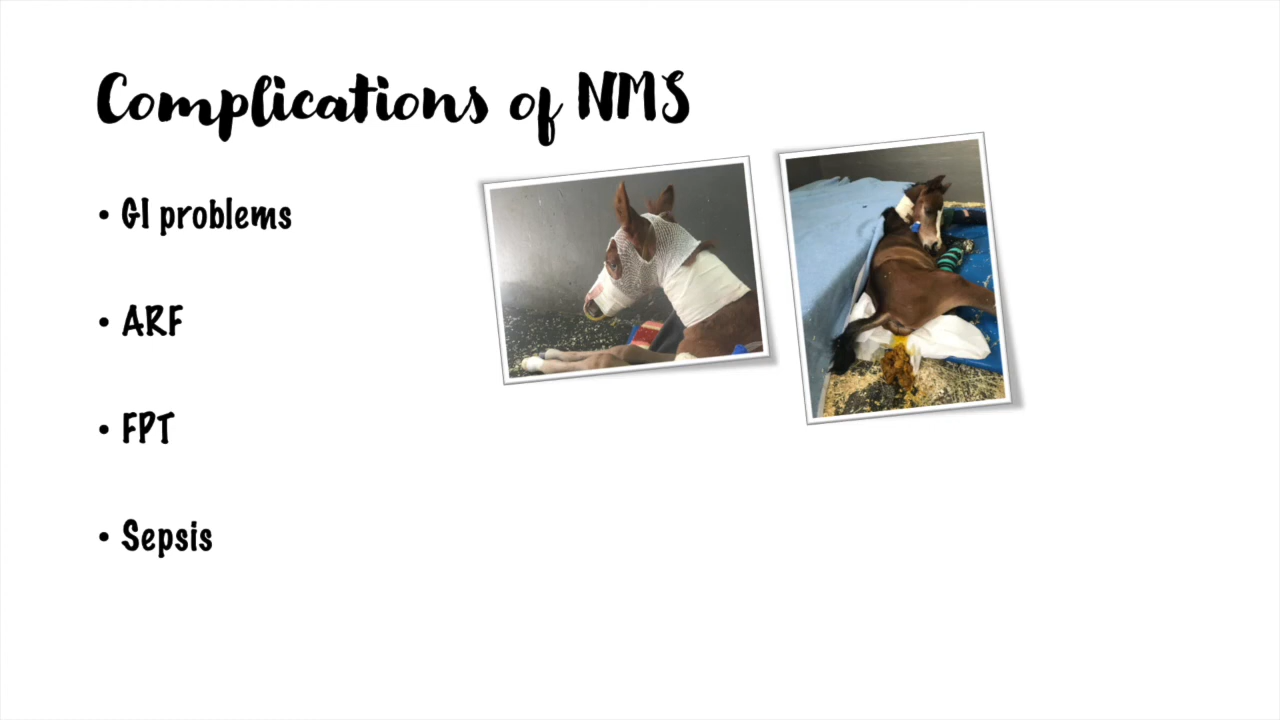 Complications of NMS
• GI problems
• ARF
• FPT
• Sepsis